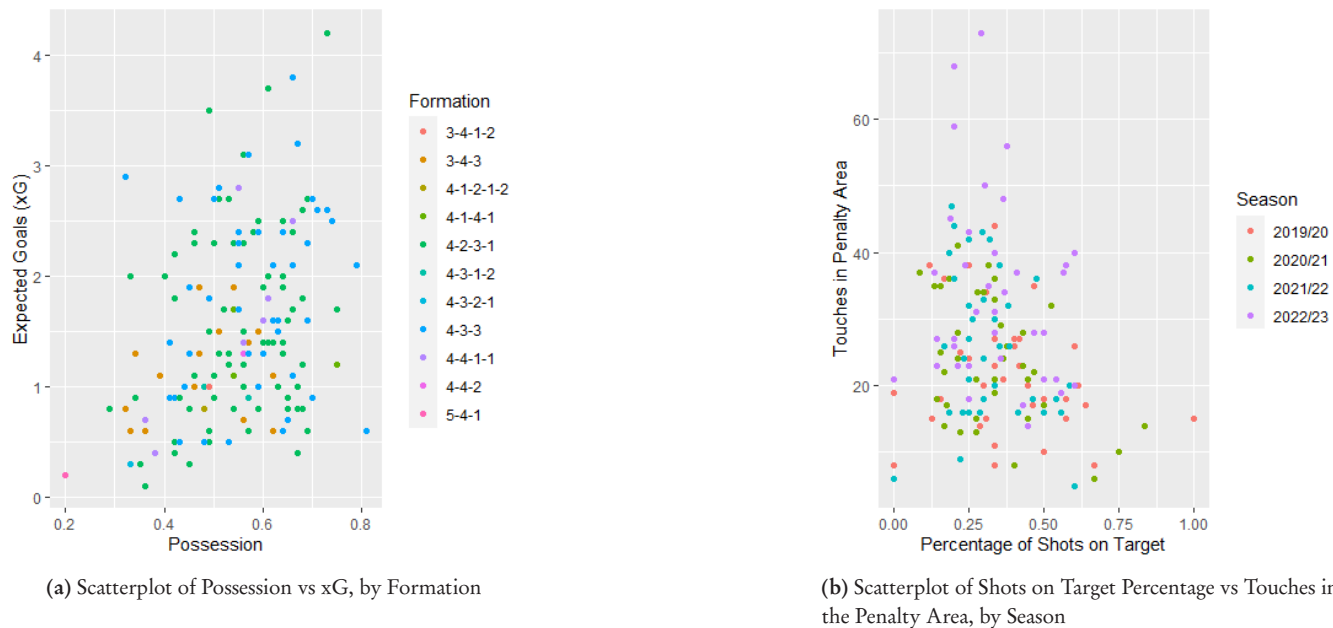 4
3
2
1
0
Expected Goals (xG)
0.2 0.4 0.6 0.8
Possession
Formation
3-4-1-2
3-4-3
4-1-2-1-2
4-1-4-1
4-2-3-1
4-3-1-2
4-3-2-1
4-3-3
4-4-1-1
4-4-2
5-4-1
(a) Scatterplot of Possession vs xG, by Formation
60
40
20
Touches in Penalty Area
0.00 0.25 0.50 0.75 1.00
Percentage of Shots on Target
Season
2019/20
2020/21
2021/22
2022/23
(b) Scatterplot of Shots on Target Percentage vs Touches in
the Penalty Area, by Season